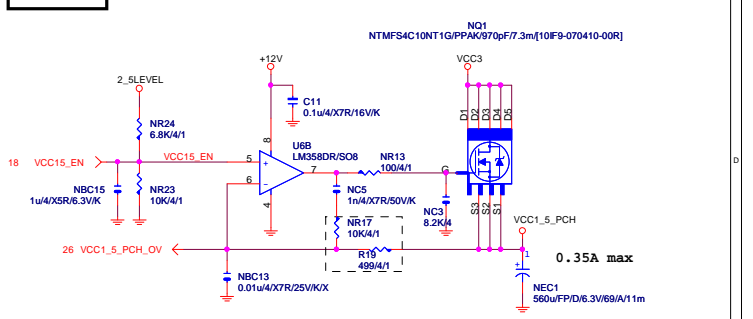 NQ1
NTMFS4C10NT1G/PPAK/970pF/7.3m/[10IF9-070410-00R]
+12V
VCC3
2_5LEVEL
C11
0.1u/4/X7R/16V/K
D1
D2
D3
D4
D5
NR24
6.8K/4/1
8
U6B
LM358DR/SO8
18 VCC15_EN
VCC15_EN
5
+
7
NR13
100/4/1
G
6
-
NBC15
1u/4/X5R/6.3V/K
NR23
10K/4/1
4
NC5
1n/4/X7R/50V/K
NC3
8.2K/4
S3
S2
S1
VCC1_5_PCH
NR17
10K/4/1
26 VCC1_5_PCH_OV
R19
499/4/1
1
+
0.35A max
NBC13
0.01u/4/X7R/25V/K/X
NEC1
560u/FP/D/6.3V/69/A/11m
D